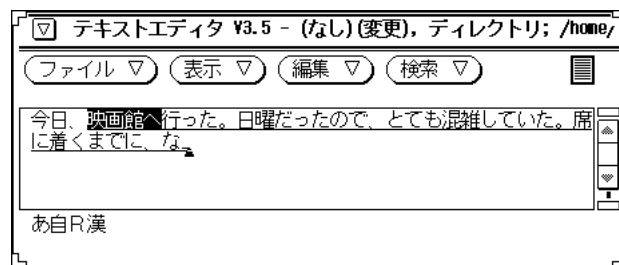 テキストエディタ V3.5 - (なし)(変更), ディレクトリ; /home/
ファイル 表示 編集 検索
今日、映画館へ行った。日曜だったので、とても混雑していた。席
に着くまでに、な
あ自R漢